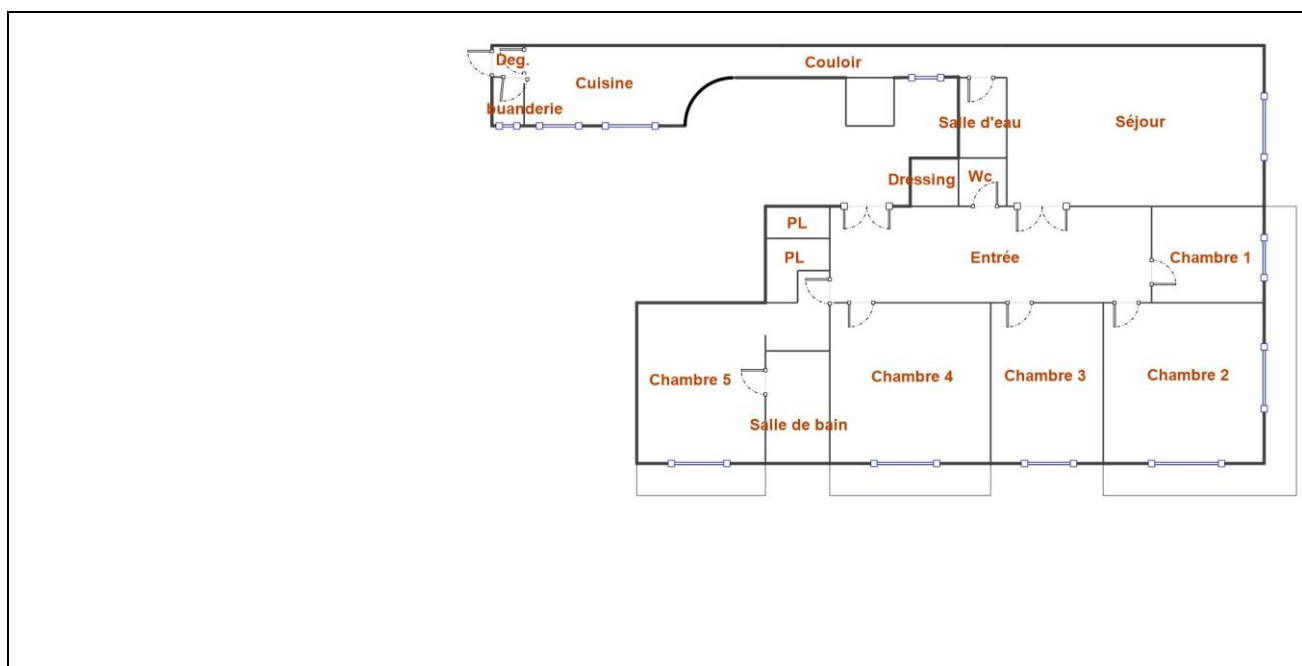 Deg.
Couloir
Cuisine
buanderie
Salle d'eau
Séjour
Dressing
Wc
PL
PL
Entrée
Chambre 1
Chambre 5
Chambre 4
Chambre 3
Chambre 2
Salle de bain